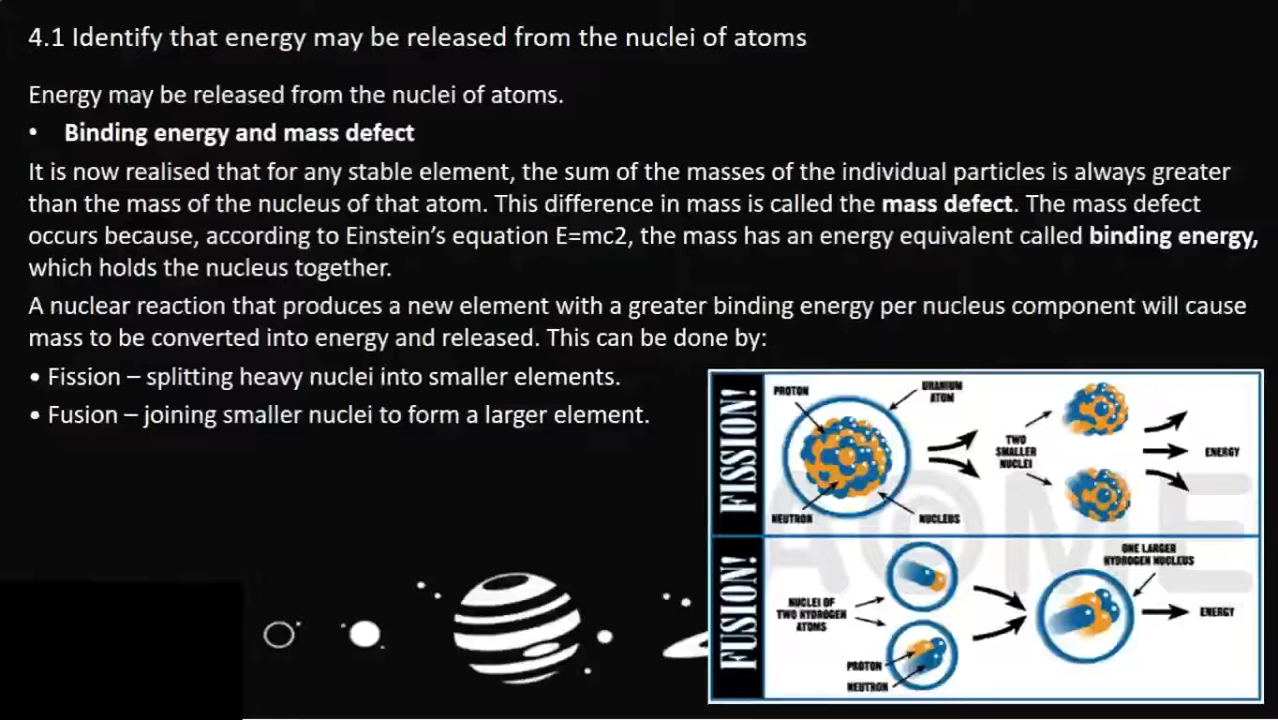 4.1 Identify that energy may be released from the nuclei of atoms
Energy may be released from the nuclei of atoms.
• Binding energy and mass defect
It is now realised that for any stable element, the sum of the masses of the individual particles is always greater
than the mass of the nucleus of that atom. This difference in mass is called the mass defect. The mass defect
occurs because, according to Einstein's equation E=mc2, the mass has an energy equivalent called binding energy,
which holds the nucleus together.
A nuclear reaction that produces a new element with a greater binding energy per nucleus component will cause
mass to be converted into energy and released. This can be done by:
• Fission – splitting heavy nuclei into smaller elements.
• Fusion – joining smaller nuclei to form a larger element.
FISSION!
PROTON
URANIUM
ATOM
TWO
SMALLER
NUCLEI
ENERGY
NEUTRON
NUCLEUS
FUSION!
ONE LARGER
HYDROGEN NUCLEUS
NUCLEI OF
TWO HYDROGEN
ATOMS
ENERGY
PROTON
NEUTRON